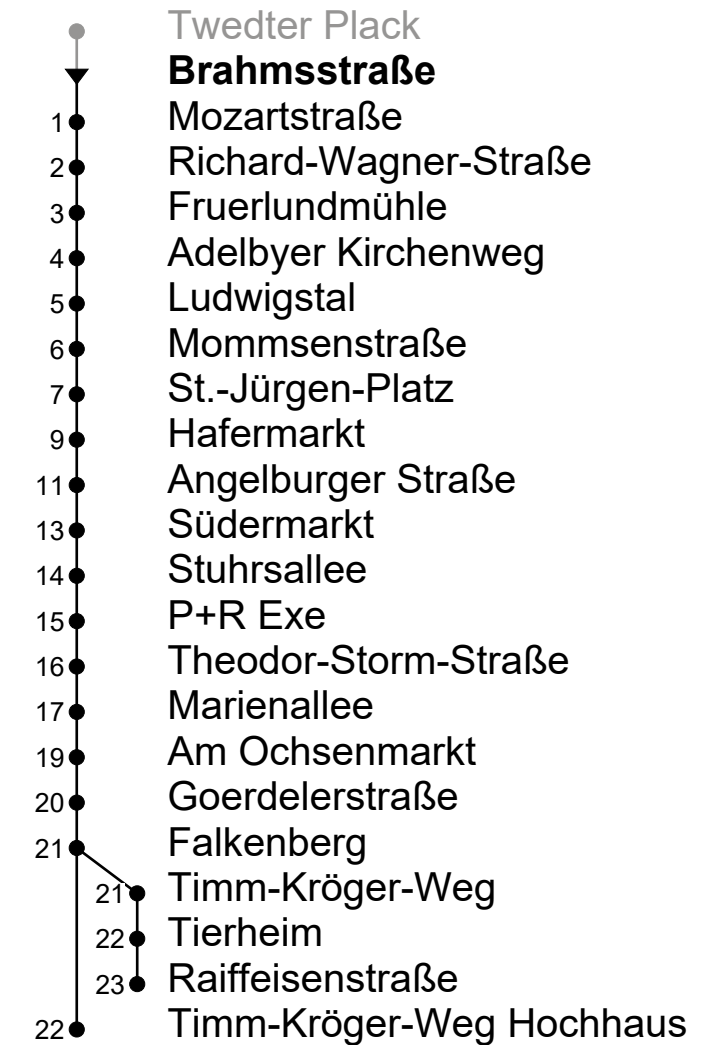 Twedter Plack
Brahmsstraße
1 Mozartstraße
2 Richard-Wagner-Straße
3 Fruerlundmühle
4 Adelbyer Kirchenweg
5 Ludwigstal
6 Mommsenstraße
7 St.-Jürgen-Platz
9 Hafermarkt
11 Angelburger Straße
13 Südermarkt
14 Stuhrsallee
15 P+R Exe
16 Theodor-Storm-Straße
17 Marienallee
19 Am Ochsenmarkt
20 Goerdelerstraße
21 Falkenberg
21 Timm-Kröger-Weg
22 Tierheim
23 Raiffeisenstraße
22 Timm-Kröger-Weg Hochhaus